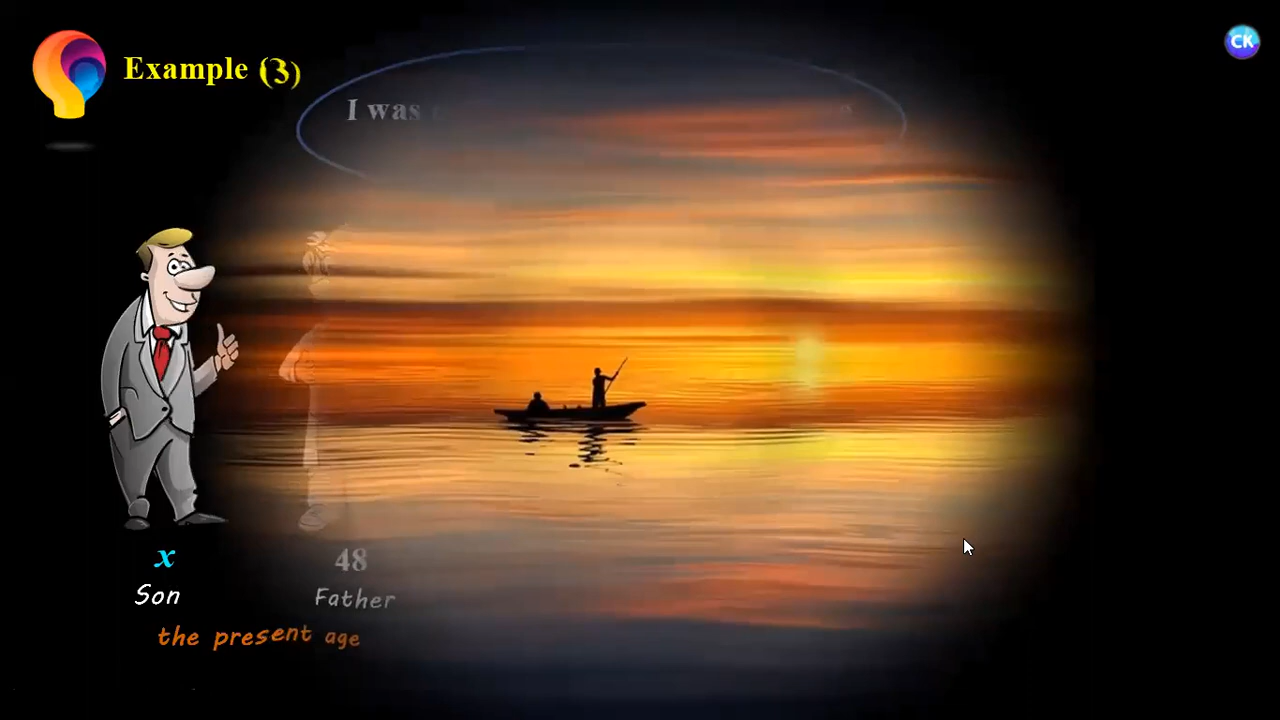 Example (3)
CK
I was
x
48
Son
Father
the present age